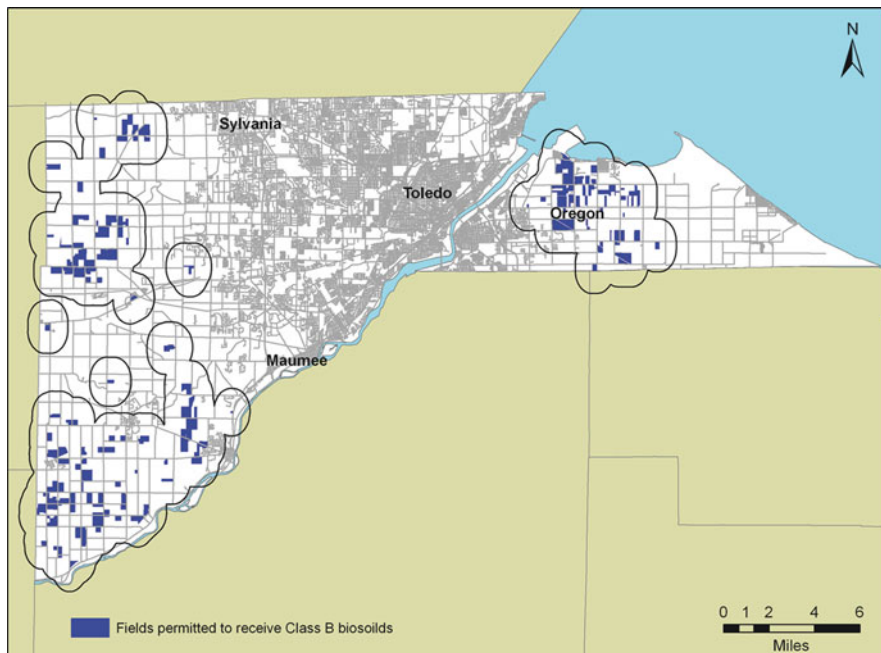 N
Sylvania
Toledo
Oregon
Maumee
Fields permitted to receive Class B biosoilds
0 1 2 4 6
Miles